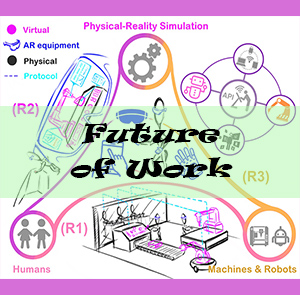 Physical-Reality Simulation
Virtual
AR equipment
Physical
Protocol
(R2)
API
Future
of Work
(R3)
(R1)
Humans
Machines & Robots